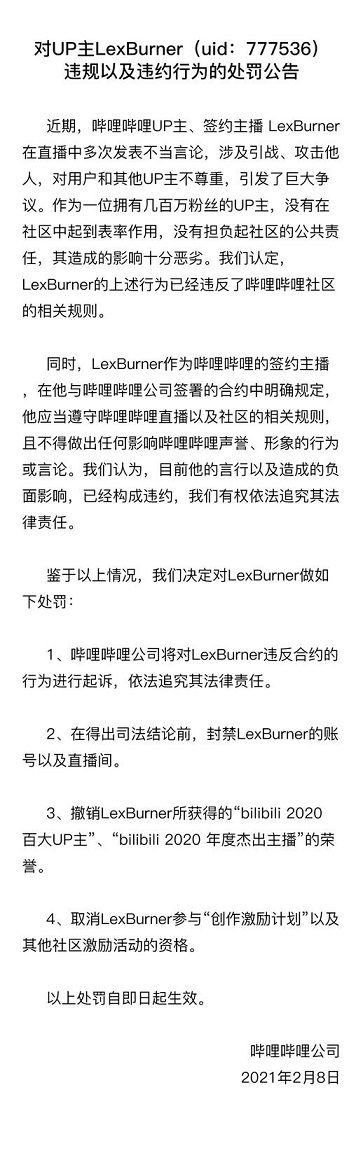 对UP主LexBurner（uid：777536）
违规以及违约行为的处罚公告
近期，哔哩哔哩UP主、签约主播 LexBurner
在直播中多次发表不当言论，涉及引战、攻击他
人，对用户和其他UP主不尊重，引发了巨大争
议。作为一位拥有几百万粉丝的UP主，没有在
社区中起到表率作用，没有担负起社区的公共责
任，其造成的影响十分恶劣。我们认定，
LexBurner的上述行为已经违反了哔哩哔哩社区
的相关规则。
同时，LexBurner作为哔哩哔哩的签约主播
，在他与哔哩哔哩公司签署的合约中明确规定，
他应当遵守哔哩哔哩直播以及社区的相关规则，
且不得做出任何影响哔哩哔哩声誉、形象的行为
或言论。我们认为，目前他的言行以及造成的负
面影响，已经构成违约，我们有权依法追究其法
律责任。
鉴于以上情况，我们决定对LexBurner做如
下处罚：
1、哔哩哔哩公司将对LexBurner违反合约的
行为进行起诉，依法追究其法律责任。
2、在得出司法结论前，封禁LexBurner的账
号以及直播间。
3、撤销LexBurner所获得的“bilibili 2020
百大UP主”、“bilibili 2020 年度杰出主播”的荣
誉。
4、取消LexBurner参与“创作激励计划”以及
其他社区激励活动的资格。
以上处罚自即日起生效。
哔哩哔哩公司
2021年2月8日